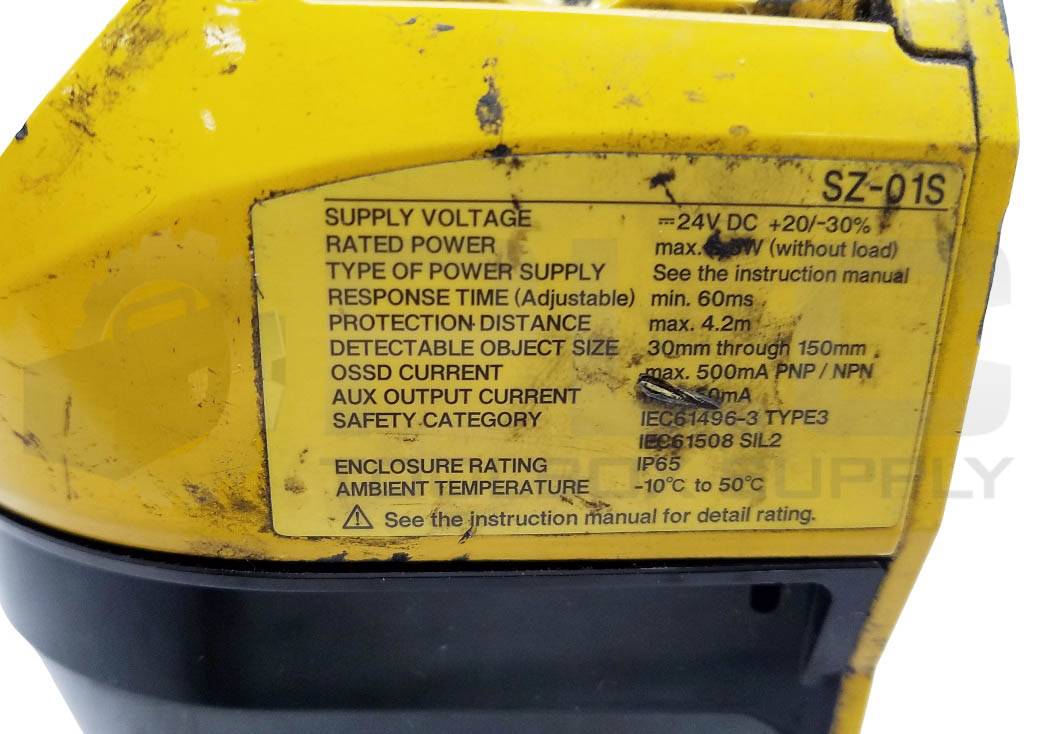 SZ-01S
SUPPLY VOLTAGE ⎓24V DC +20/-30%
RATED POWER max. (without load)
TYPE OF POWER SUPPLY See the instruction manual
RESPONSE TIME (Adjustable) min. 60ms
PROTECTION DISTANCE max. 4.2m
DETECTABLE OBJECT SIZE 30mm through 150mm
OSSD CURRENT max. 500mA PNP / NPN
AUX OUTPUT CURRENT
SAFETY CATEGORY IEC61496-3 TYPE3
IEC61508 SIL2
ENCLOSURE RATING IP65
AMBIENT TEMPERATURE -10°C to 50°C
⚠ See the instruction manual for detail rating.
SUPPLY